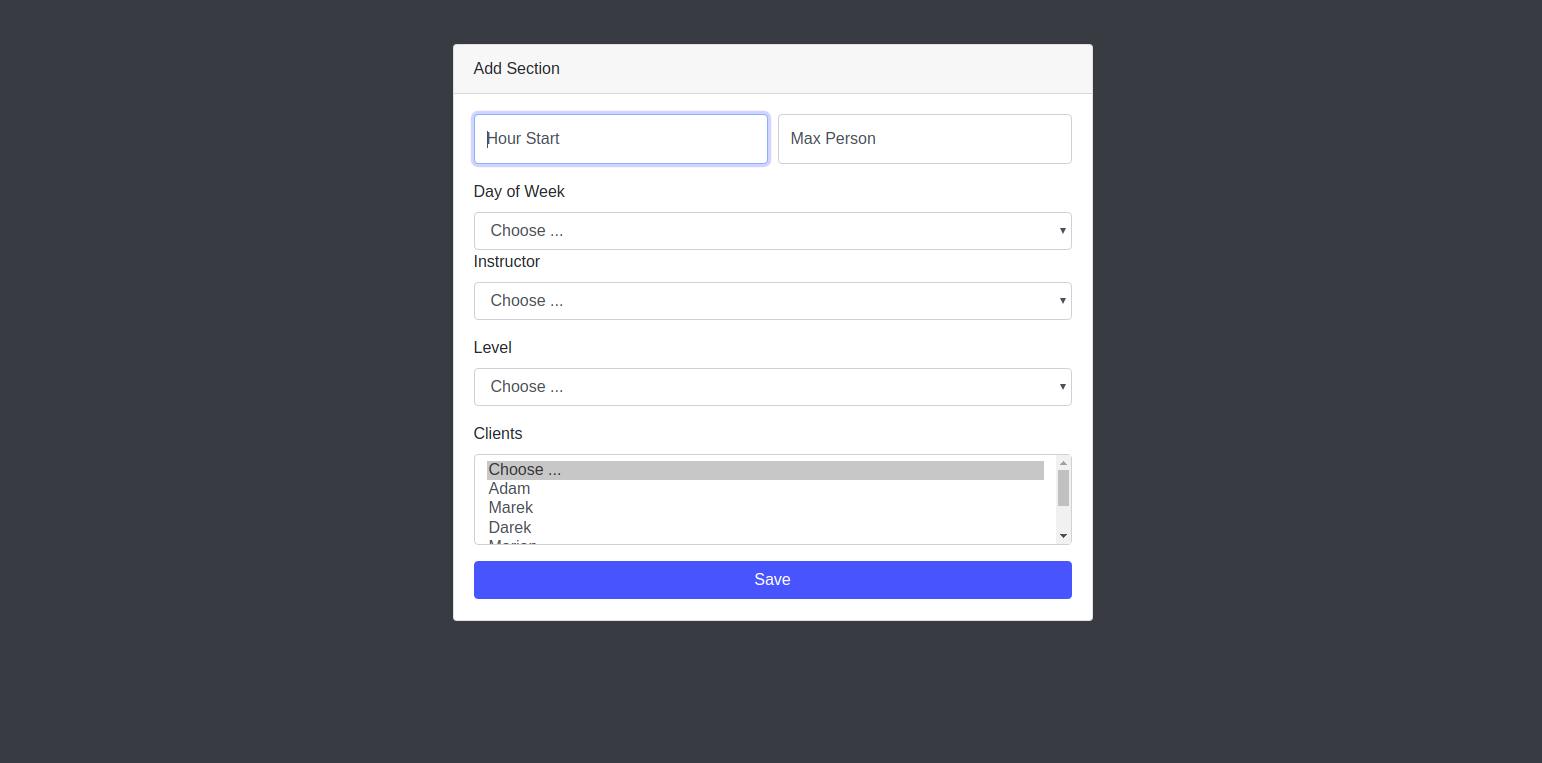 Add Section
Hour Start
Max Person
Day of Week
Choose ...
Instructor
Choose ...
Level
Choose ...
Clients
Choose ...
Adam
Marek
Darek
Save